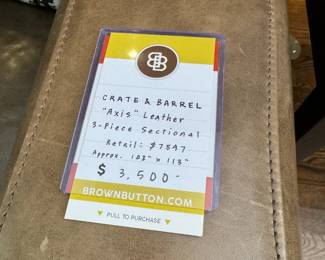 BB
CRATE & BARREL
"Axis" Leather
3-Piece Sectional
Retail: $7597
Approx. 103" x 113"
$ 3,500-
BROWNBUTTON.COM
PULL TO PURCHASE